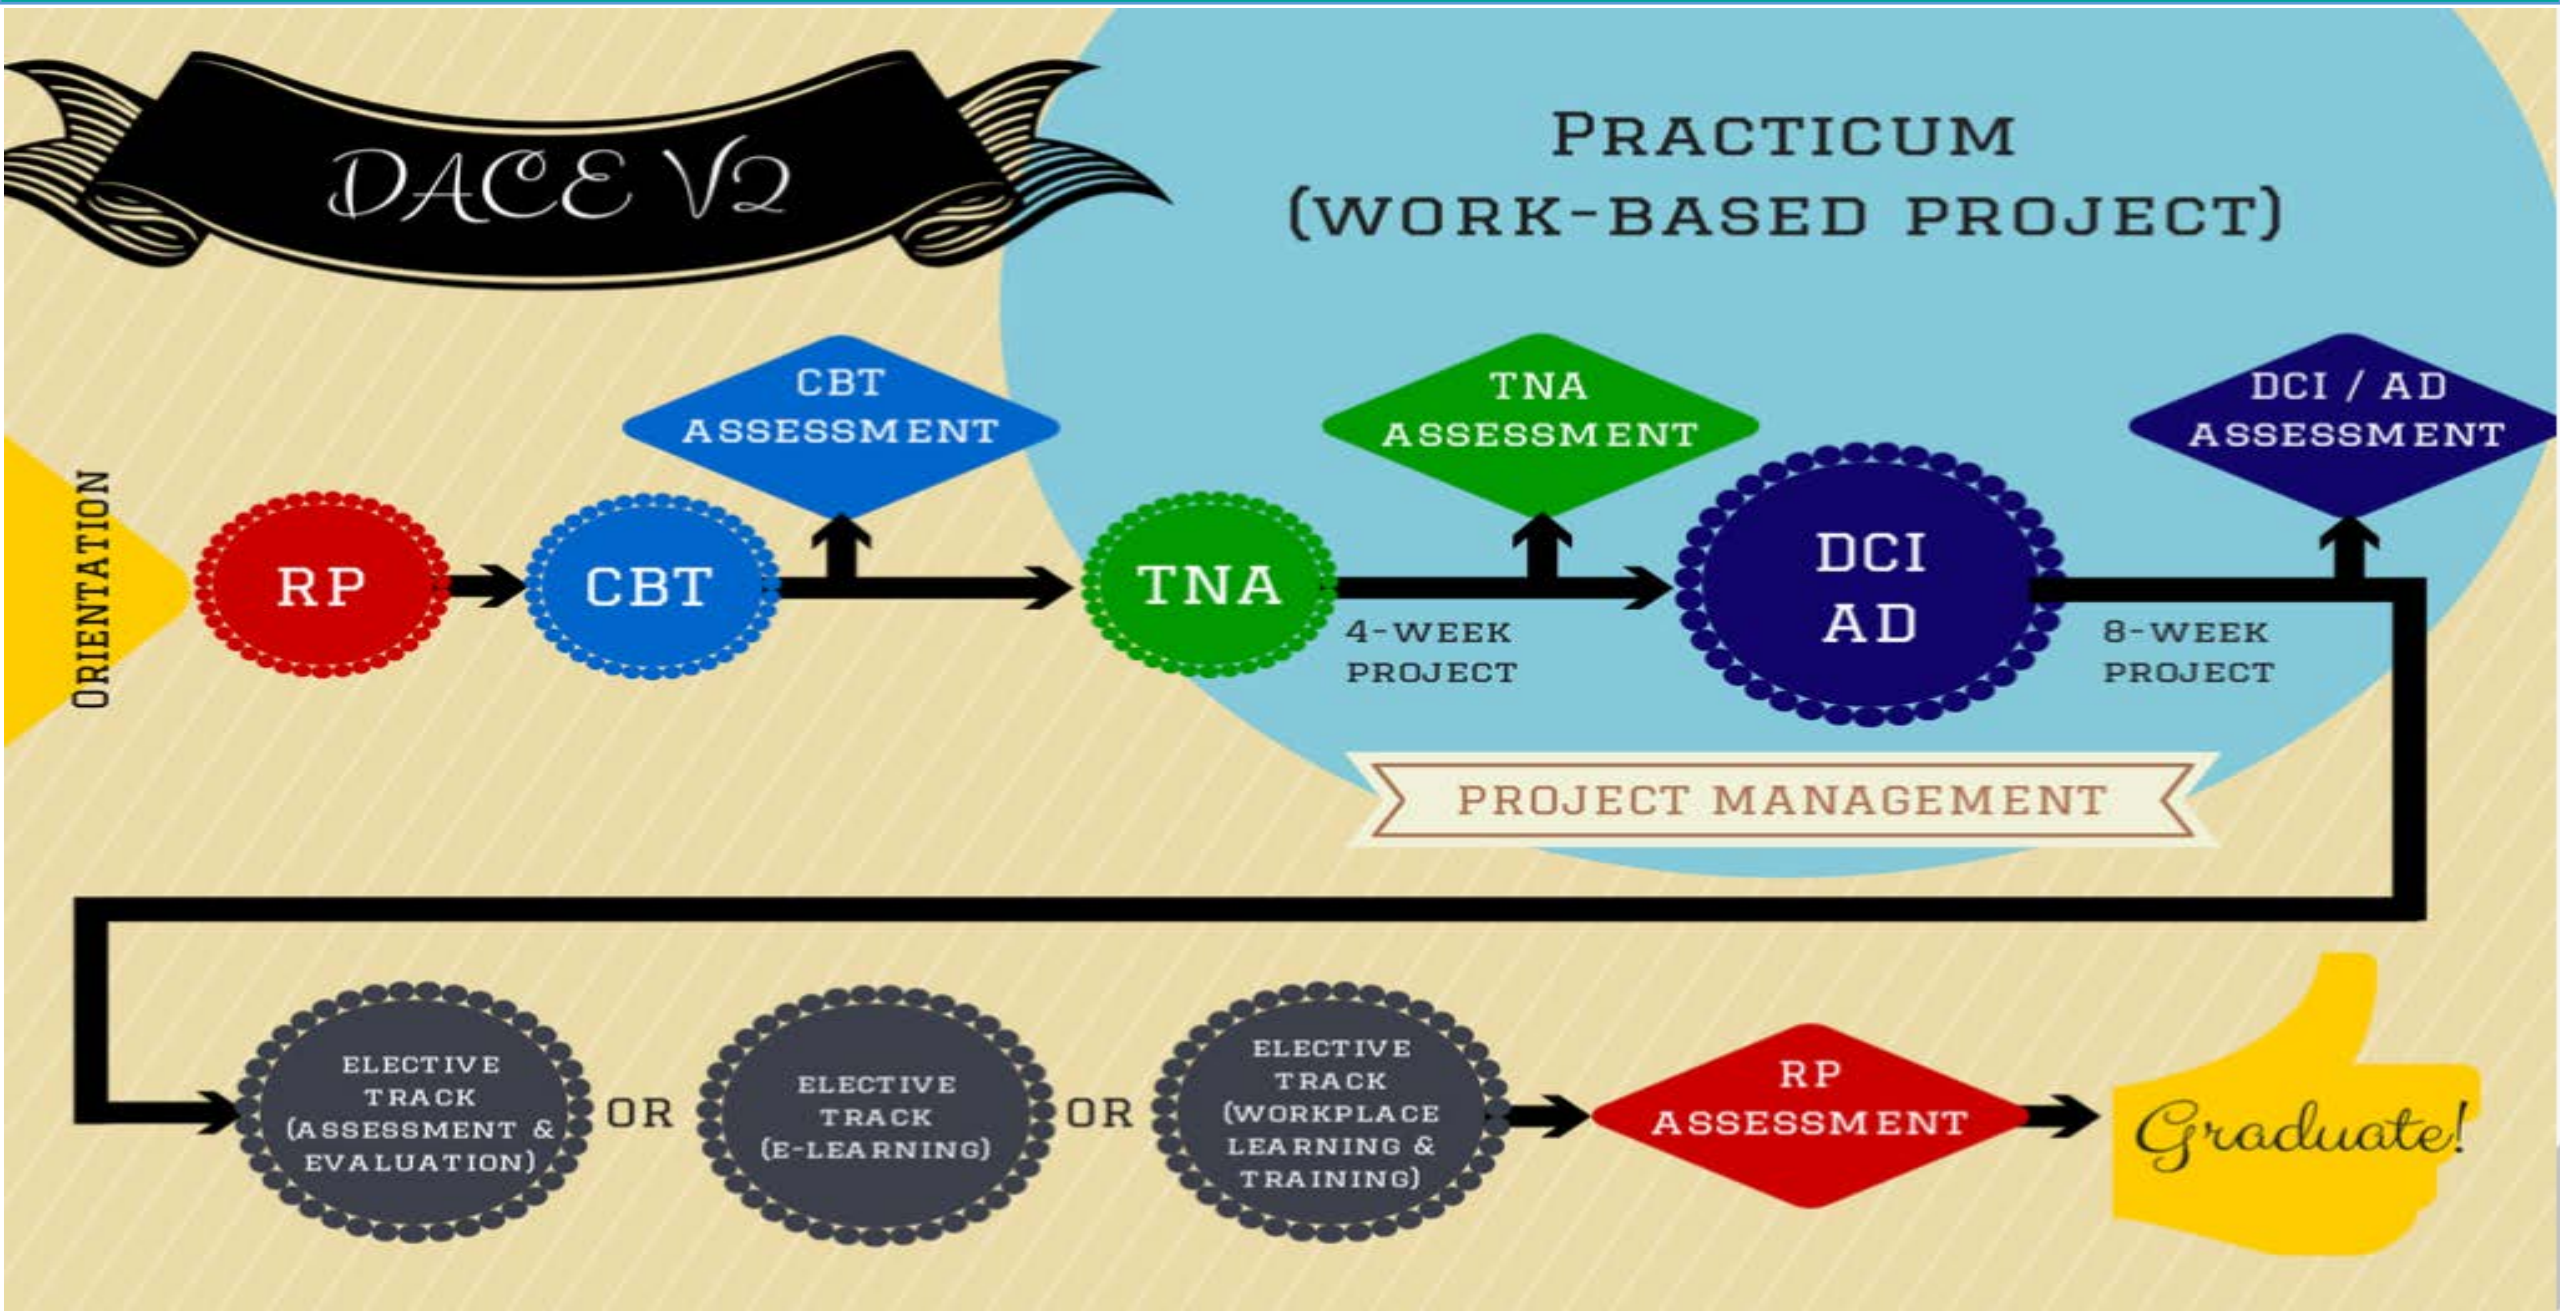 DACE V2
PRACTICUM
(WORK-BASED PROJECT)
CBT
ASSESSMENT
TNA
ASSESSMENT
DCI / AD
ASSESSMENT
ORIENTATION
RP
CBT
TNA
DCI
AD
4-WEEK
PROJECT
8-WEEK
PROJECT
PROJECT MANAGEMENT
ELECTIVE
TRACK
(ASSESSMENT &
EVALUATION)
OR
ELECTIVE
TRACK
(E-LEARNING)
OR
ELECTIVE
TRACK
(WORKPLACE
LEARNING &
TRAINING)
RP
ASSESSMENT
Graduate!